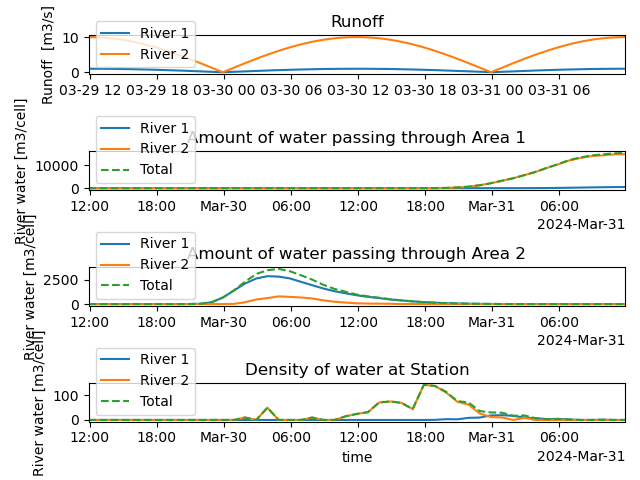 Runoff
Runoff  [m3/s]
River 1
River 2
10
0
03-29 12 03-29 18 03-30 00 03-30 06 03-30 12 03-30 18 03-31 00 03-31 06
Amount of water passing through Area 1
River water [m3/cell]
River 1
River 2
Total
10000
0
12:00 18:00 Mar-30 06:00 12:00 18:00 Mar-31 06:00
2024-Mar-31
Amount of water passing through Area 2
River water [m3/cell]
River 1
River 2
Total
2500
0
12:00 18:00 Mar-30 06:00 12:00 18:00 Mar-31 06:00
2024-Mar-31
Density of water at Station
River water [m3/cell]
River 1
River 2
Total
100
0
12:00 18:00 Mar-30 06:00 12:00 18:00 Mar-31 06:00
time
2024-Mar-31